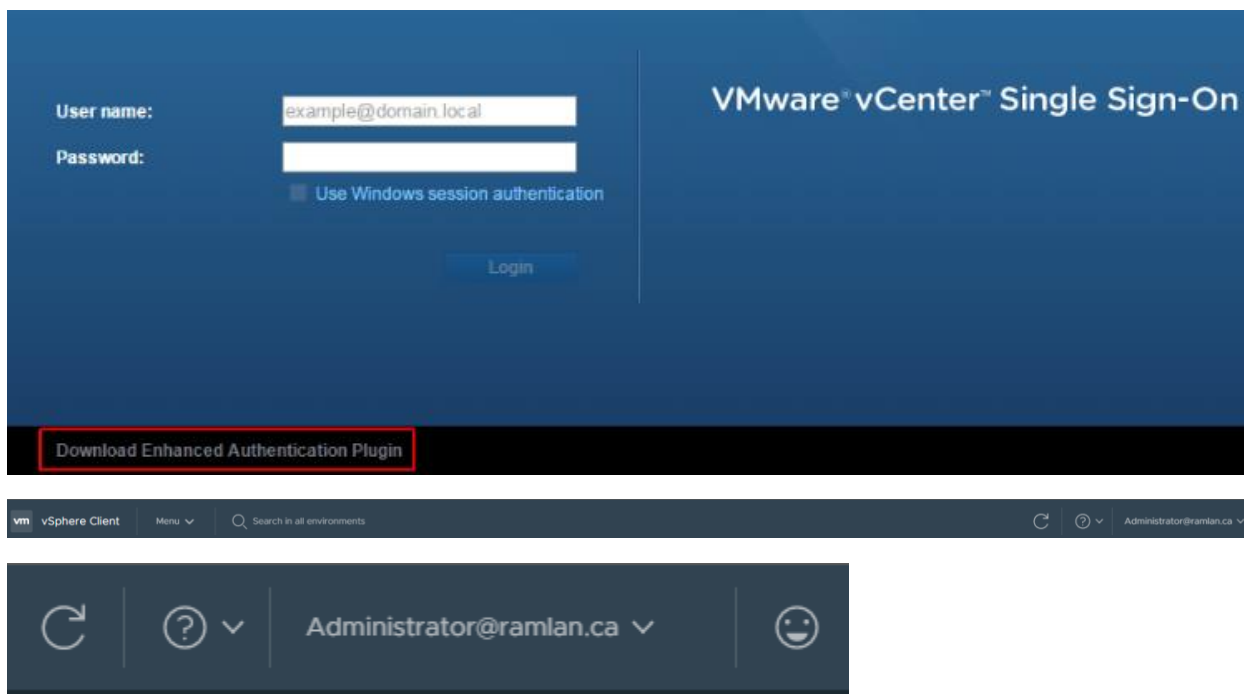 User name:
example@domain.local
VMware® vCenter™ Single Sign-On
Password:
Use Windows session authentication
Login
Download Enhanced Authentication Plugin
vm vSphere Client Menu Search in all environments ? Administrator@ramlan.ca
? Administrator@ramlan.ca